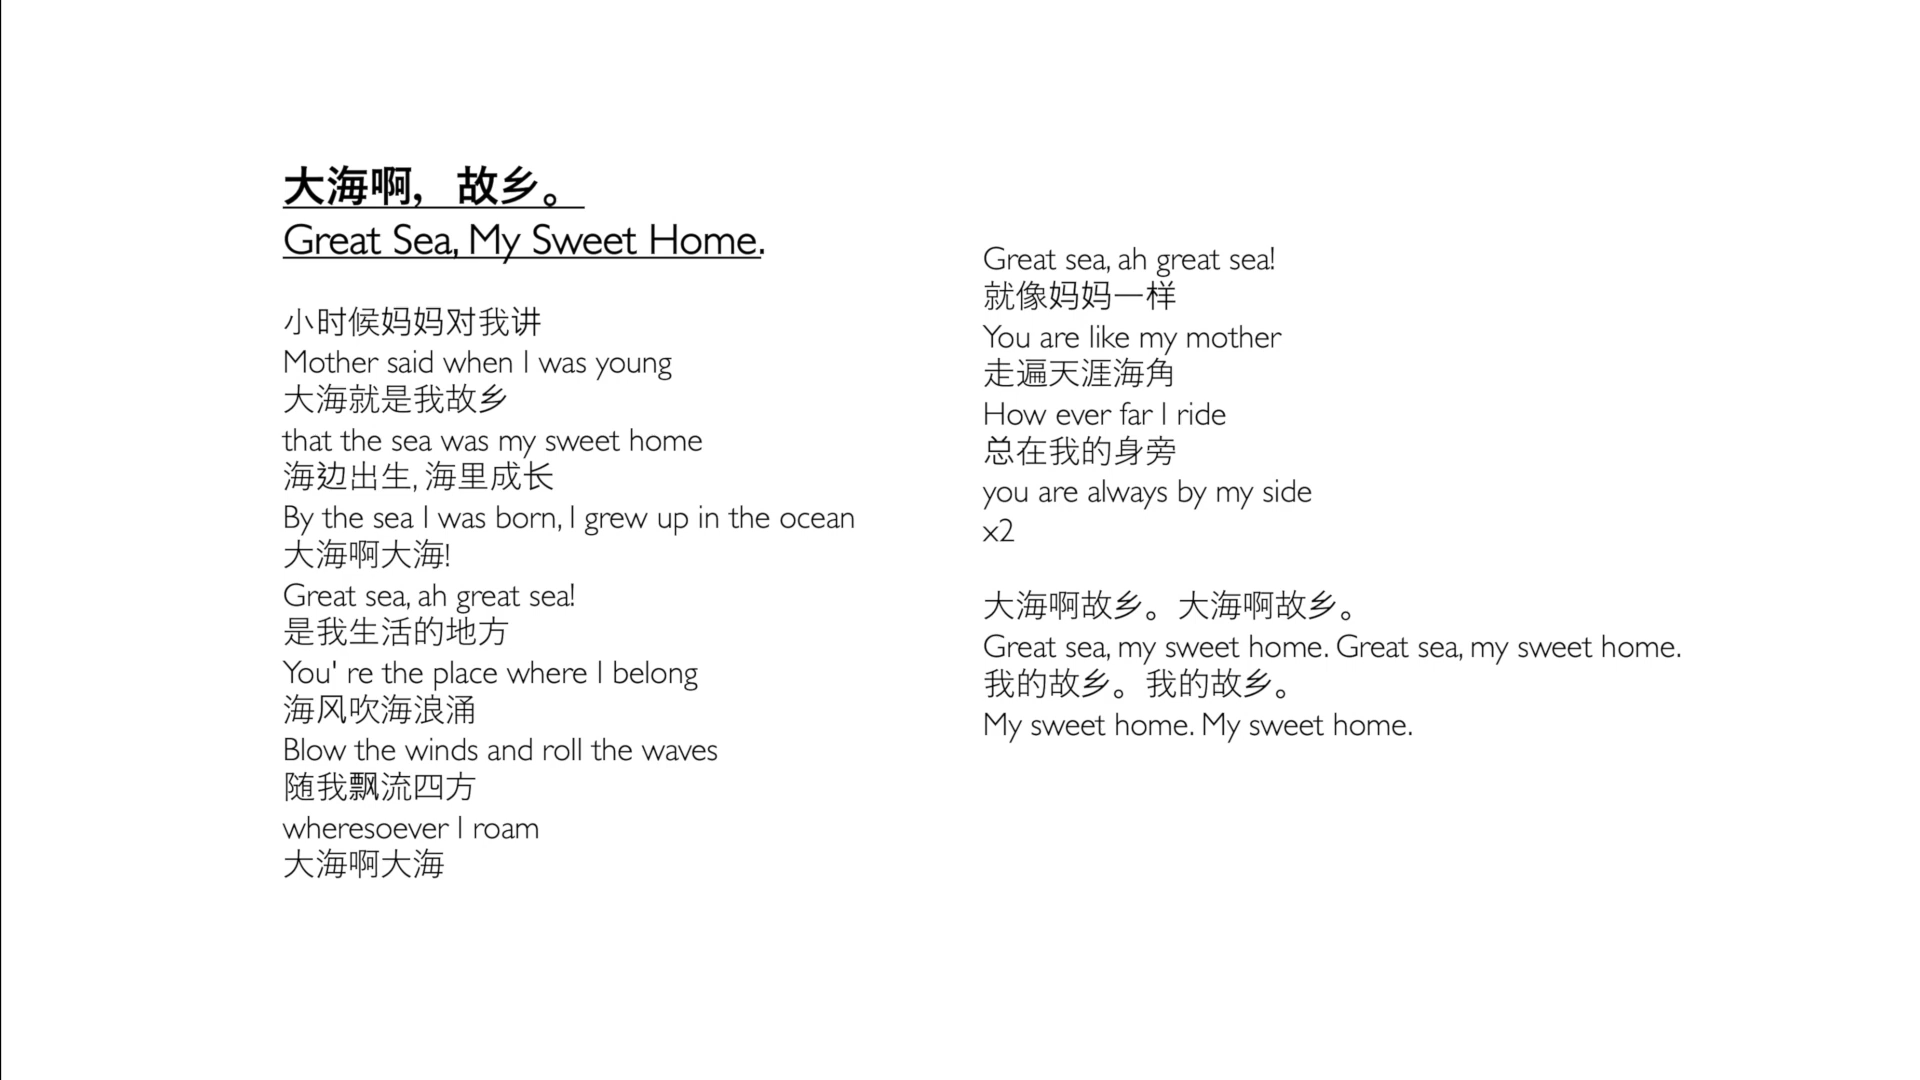 大海啊，故乡。
Great Sea, My Sweet Home.
小时候妈妈对我讲
Mother said when I was young
大海就是我故乡
that the sea was my sweet home
海边出生, 海里成长
By the sea I was born, I grew up in the ocean
大海啊大海!
Great sea, ah great sea!
是我生活的地方
You' re the place where I belong
海风吹海浪涌
Blow the winds and roll the waves
随我飘流四方
wheresoever I roam
大海啊大海
Great sea, ah great sea!
就像妈妈一样
You are like my mother
走遍天涯海角
How ever far I ride
总在我的身旁
you are always by my side
x2
大海啊故乡。大海啊故乡。
Great sea, my sweet home. Great sea, my sweet home.
我的故乡。我的故乡。
My sweet home. My sweet home.